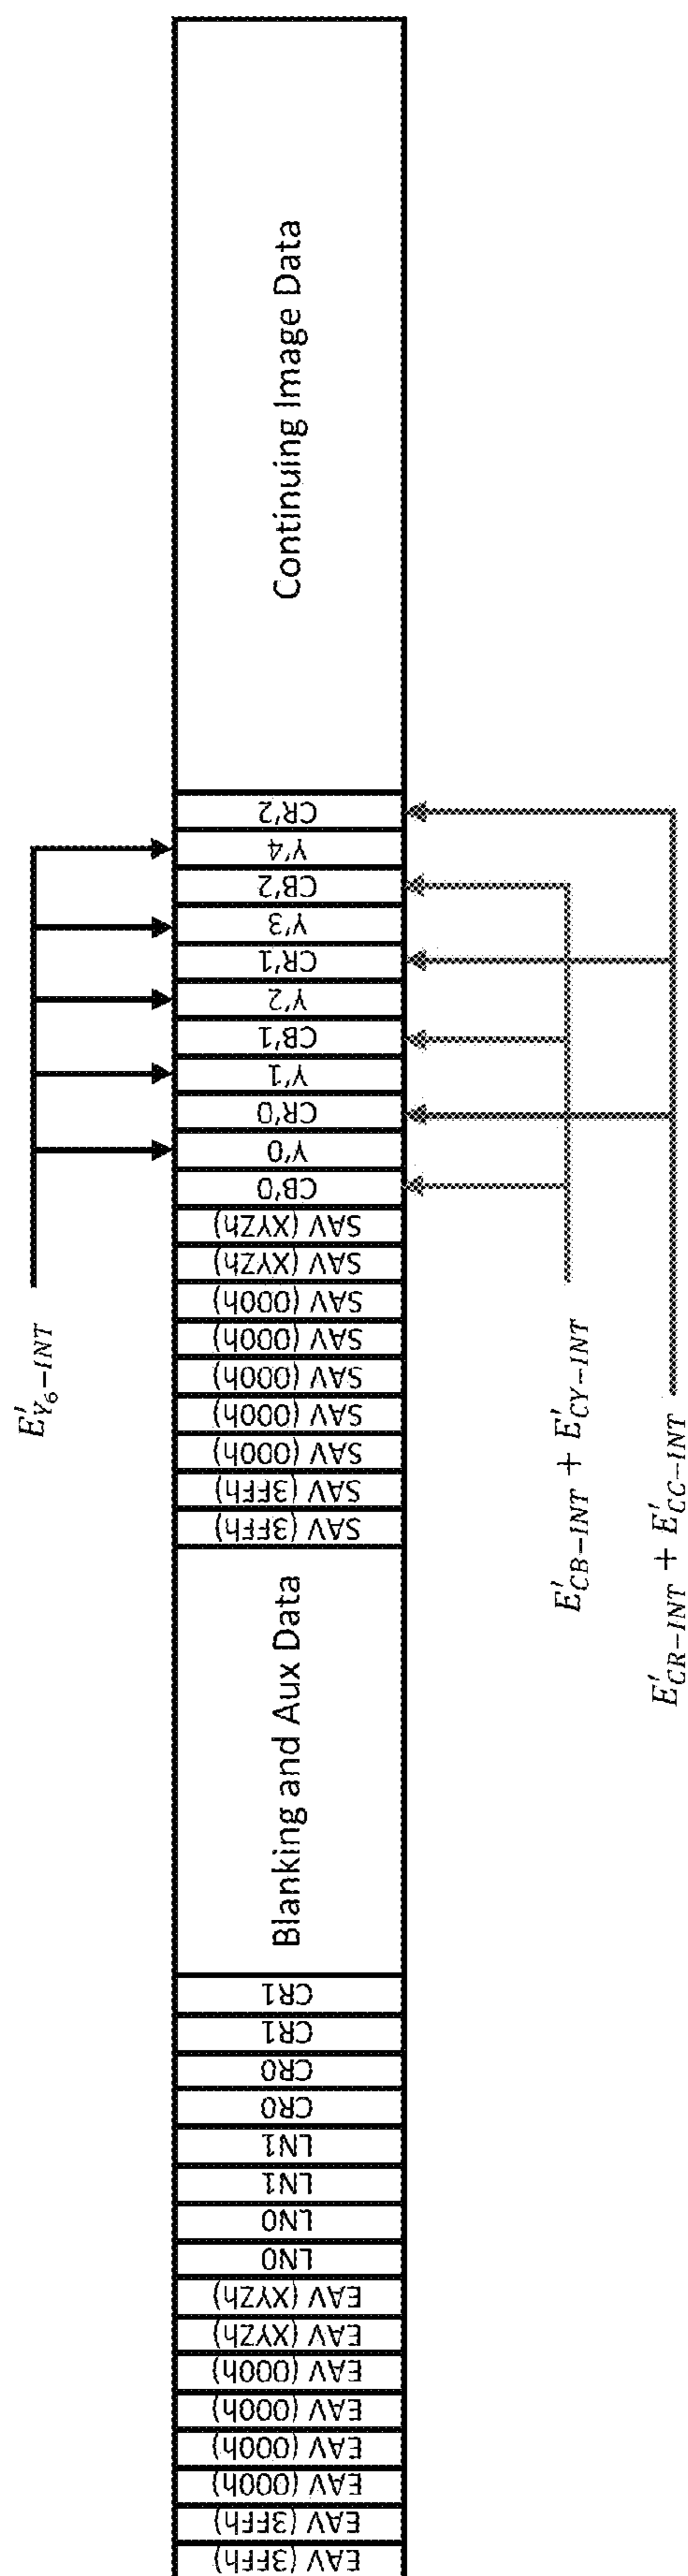 E'Y6-INT
EAV (3FFh)
EAV (3FFh)
EAV (000h)
EAV (000h)
EAV (000h)
EAV (000h)
EAV (XYZh)
EAV (XYZh)
LN0
LN0
LN1
LN1
CR0
CR0
CR1
CR1
Blanking and Aux Data
SAV (3FFh)
SAV (3FFh)
SAV (000h)
SAV (000h)
SAV (000h)
SAV (000h)
SAV (000h)
SAV (XYZh)
SAV (XYZh)
CB'0
Y'0
CR'0
Y'1
CB'1
Y'2
CR'1
Y'3
CB'2
Y'4
CR'2
Continuing Image Data
E'CB-INT + E'CY-INT
E'CR-INT + E'CC-INT